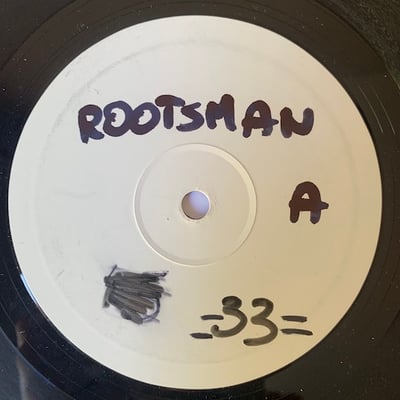 ROOTSMAN
A
=33=